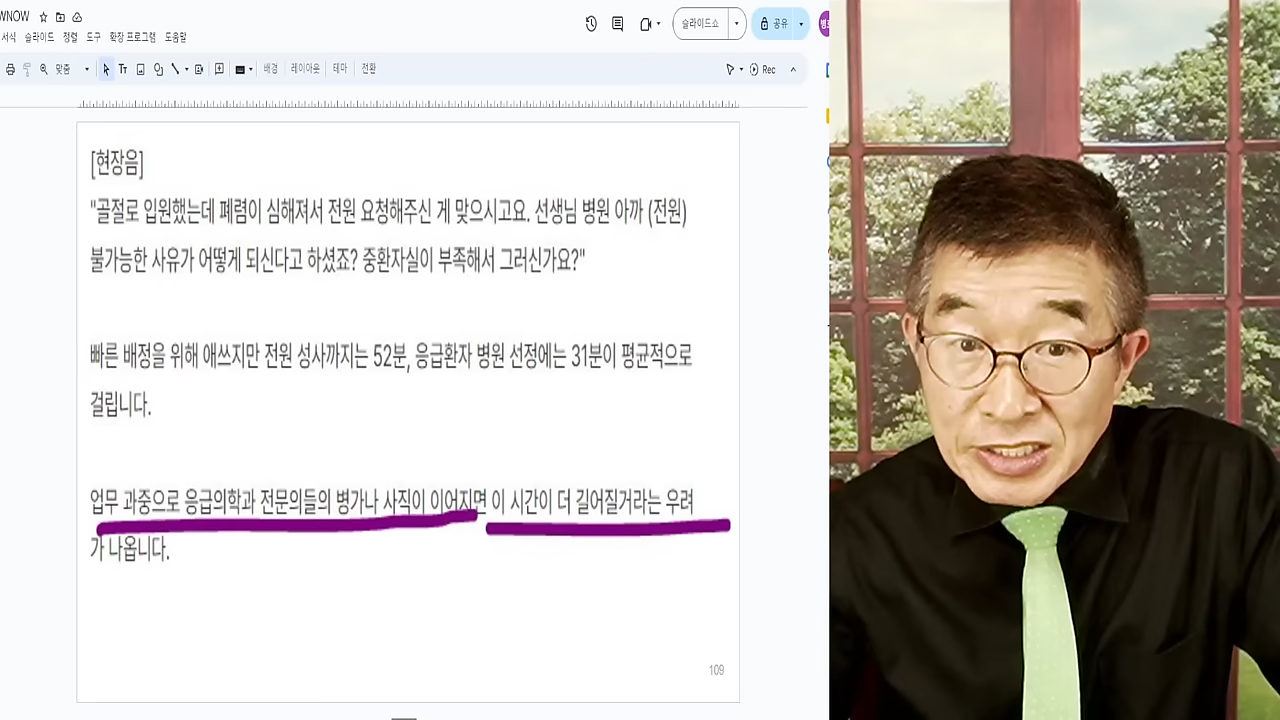 WNOW
서식 슬라이드 정렬 도구 확장 프로그램 도움말
슬라이드쇼
공유
맞춤
배경 레이아웃 테마 전환
Rec
[현장음]
"골절로 입원했는데 폐렴이 심해져서 전원 요청해주신 게 맞으시고요. 선생님 병원 아까 (전원)
불가능한 사유가 어떻게 되신다고 하셨죠? 중환자실이 부족해서 그러신가요?"
빠른 배정을 위해 애쓰지만 전원 성사까지는 52분, 응급환자 병원 선정에는 31분이 평균적으로
걸립니다.
업무 과중으로 응급의학과 전문의들의 병가나 사직이 이어지면 이 시간이 더 길어질거라는 우려
가 나옵니다.
109